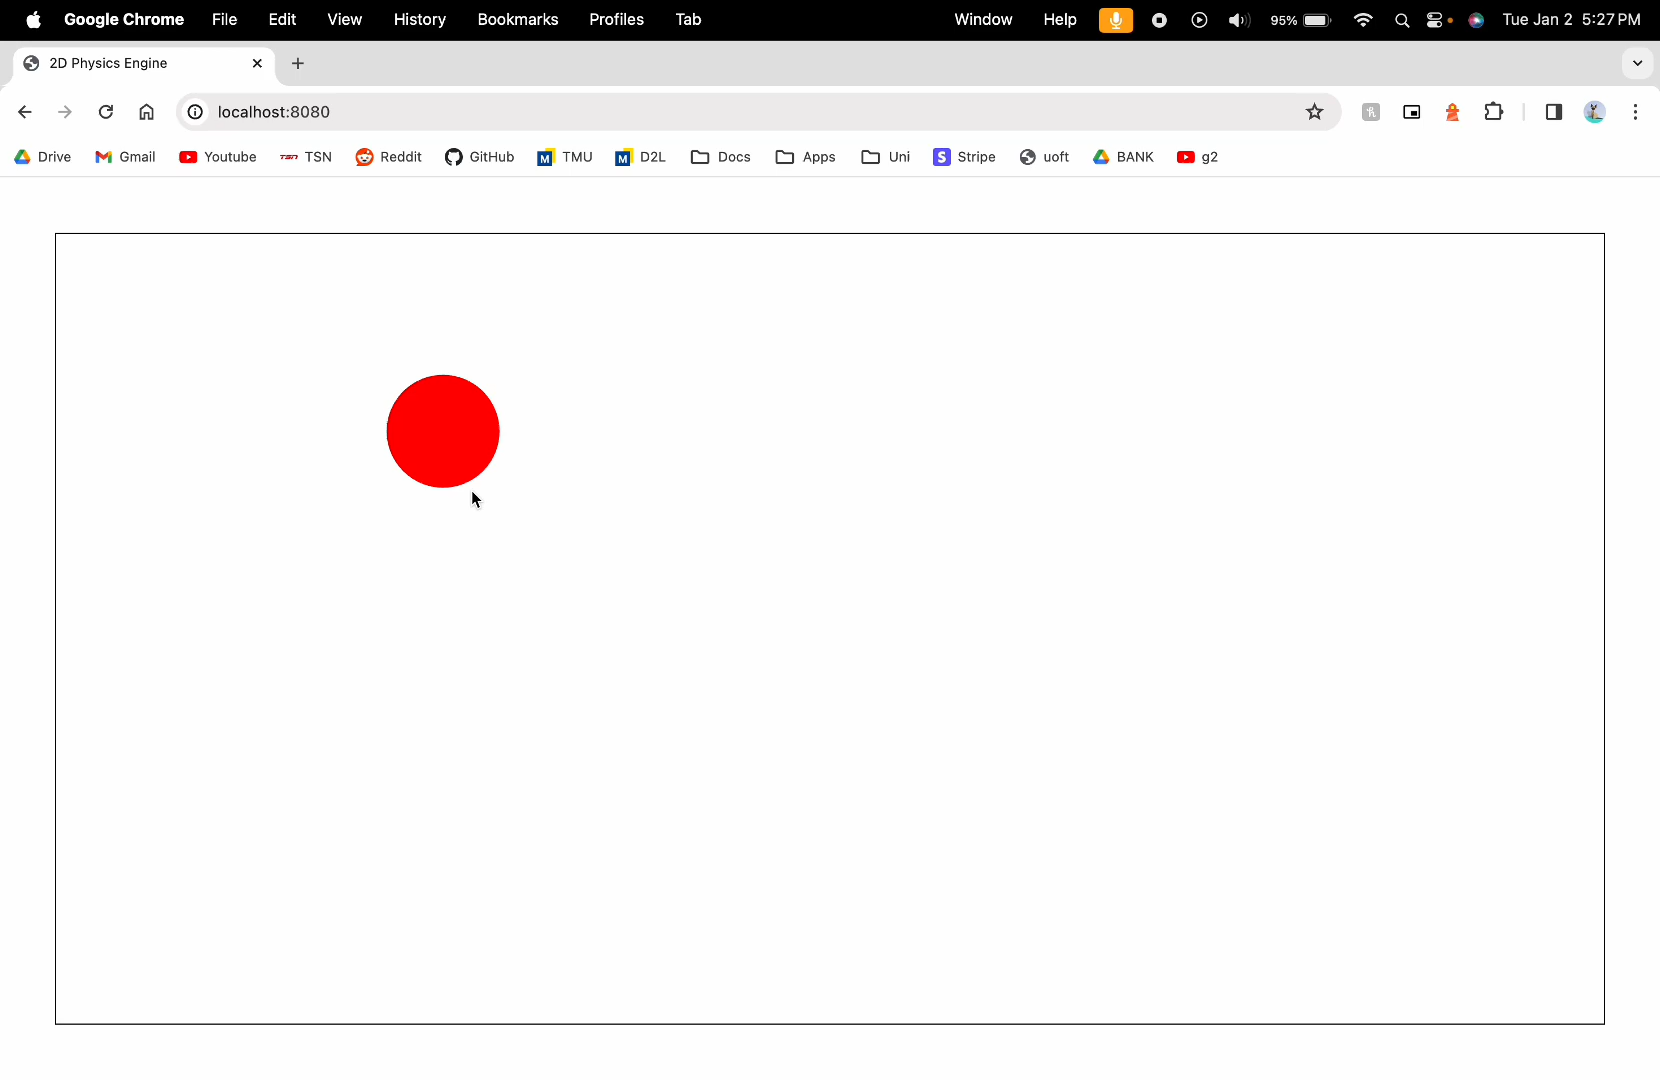 Google Chrome File Edit View History Bookmarks Profiles Tab Window Help 95% Tue Jan 2 5:27 PM
2D Physics Engine
localhost:8080
Drive Gmail Youtube TSN TSN Reddit GitHub M TMU M D2L Docs Apps Uni S Stripe uoft BANK g2